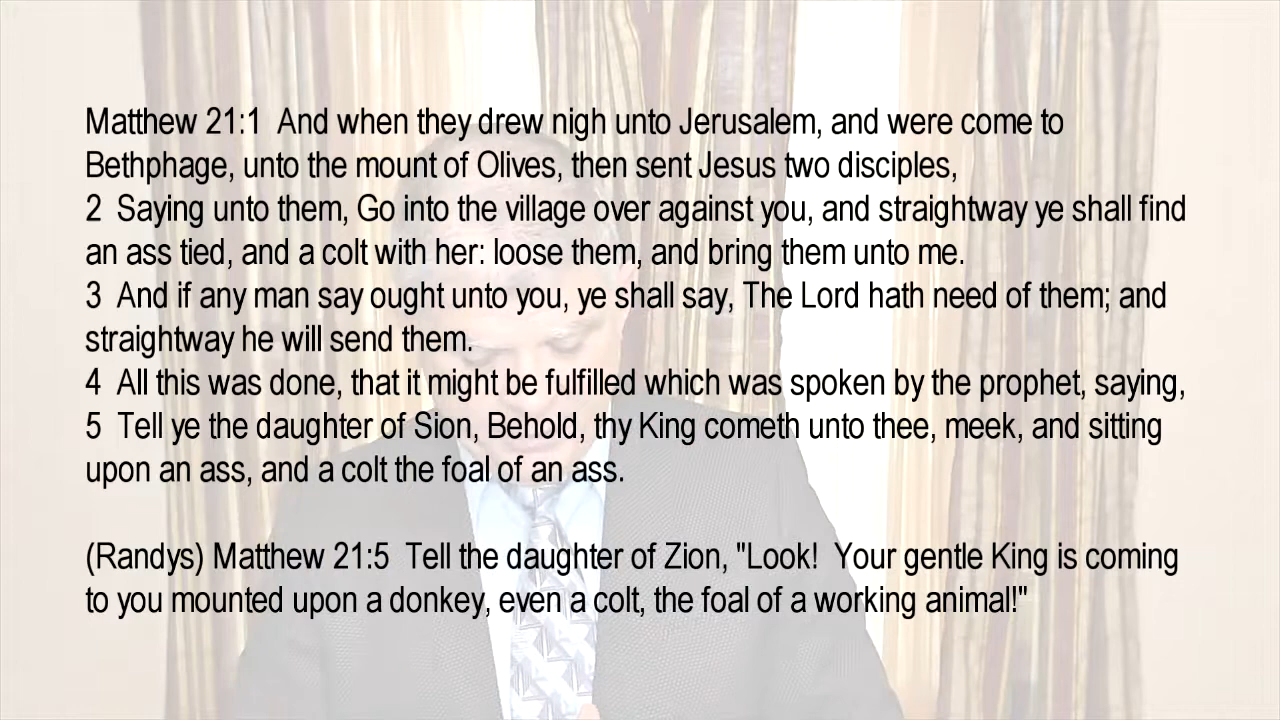 Matthew 21:1  And when they drew nigh unto Jerusalem, and were come to
Bethphage, unto the mount of Olives, then sent Jesus two disciples,
2  Saying unto them, Go into the village over against you, and straightway ye shall find
an ass tied, and a colt with her: loose them, and bring them unto me.
3  And if any man say ought unto you, ye shall say, The Lord hath need of them; and
straightway he will send them.
4  All this was done, that it might be fulfilled which was spoken by the prophet, saying,
5  Tell ye the daughter of Sion, Behold, thy King cometh unto thee, meek, and sitting
upon an ass, and a colt the foal of an ass.
(Randys) Matthew 21:5  Tell the daughter of Zion, "Look!  Your gentle King is coming
to you mounted upon a donkey, even a colt, the foal of a working animal!"